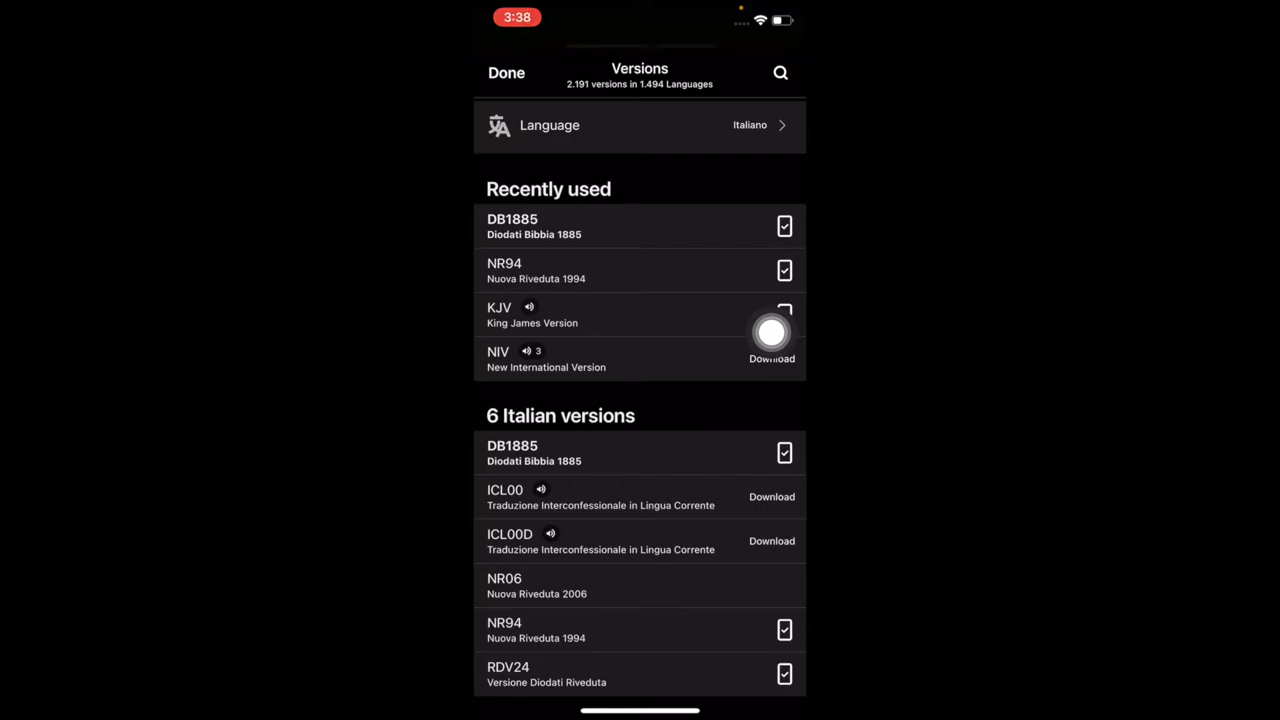 3:38
Done
Versions
2.191 versions in 1.494 Languages
Language
Italiano
Recently used
DB1885
Diodati Bibbia 1885
NR94
Nuova Riveduta 1994
KJV
King James Version
NIV
3
New International Version
Download
6 Italian versions
DB1885
Diodati Bibbia 1885
ICL00
Traduzione Interconfessionale in Lingua Corrente
Download
ICL00D
Traduzione Interconfessionale in Lingua Corrente
Download
NR06
Nuova Riveduta 2006
NR94
Nuova Riveduta 1994
RDV24
Versione Diodati Riveduta